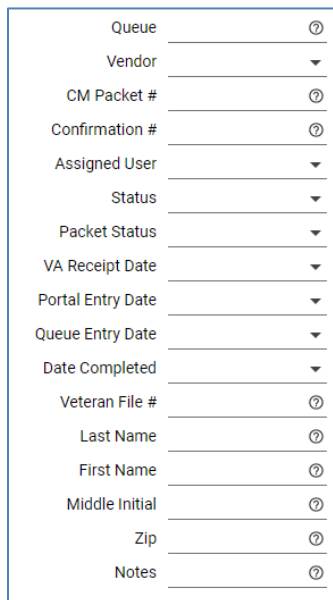 Queue
Vendor
CM Packet #
Confirmation #
Assigned User
Status
Packet Status
VA Receipt Date
Portal Entry Date
Queue Entry Date
Date Completed
Veteran File #
Last Name
First Name
Middle Initial
Zip
Notes